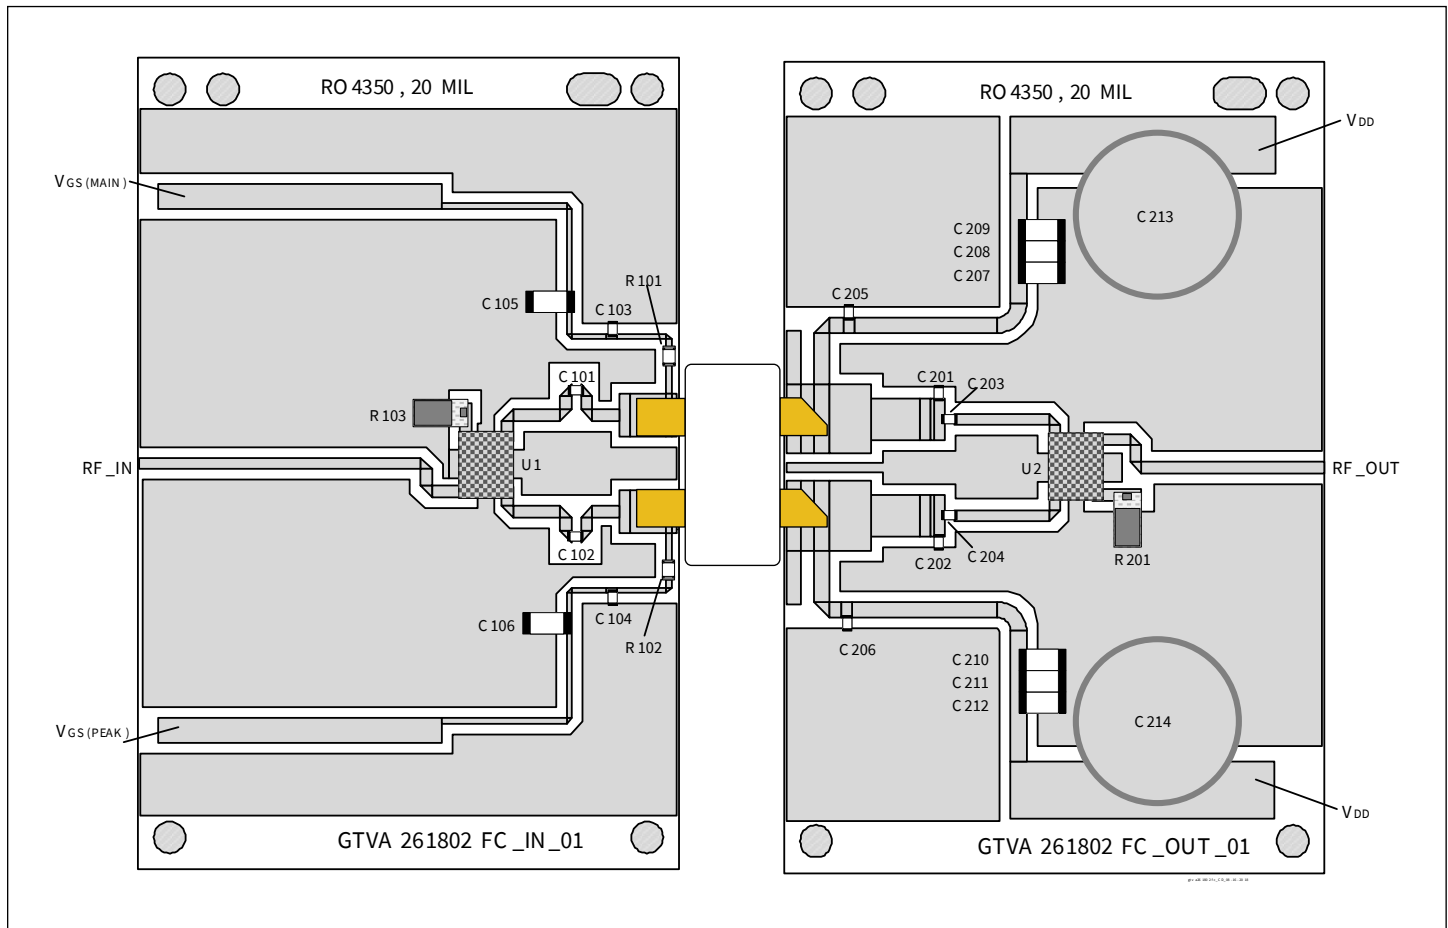 RO 4350 , 20 MIL
VGS (MAIN)
R 101
C 105
C 103
C 101
R 103
RF _IN
U 1
C 102
C 104
C 106
R 102
VGS (PEAK)
GTVA 261802 FC _IN _01
RO 4350 , 20 MIL
VDD
C 213
C 209
C 208
C 207
C 205
C 201
C 203
U 2
RF _OUT
C 202
C 204
R 201
C 206
C 210
C 211
C 212
C 214
VDD
GTVA 261802 FC _OUT _01